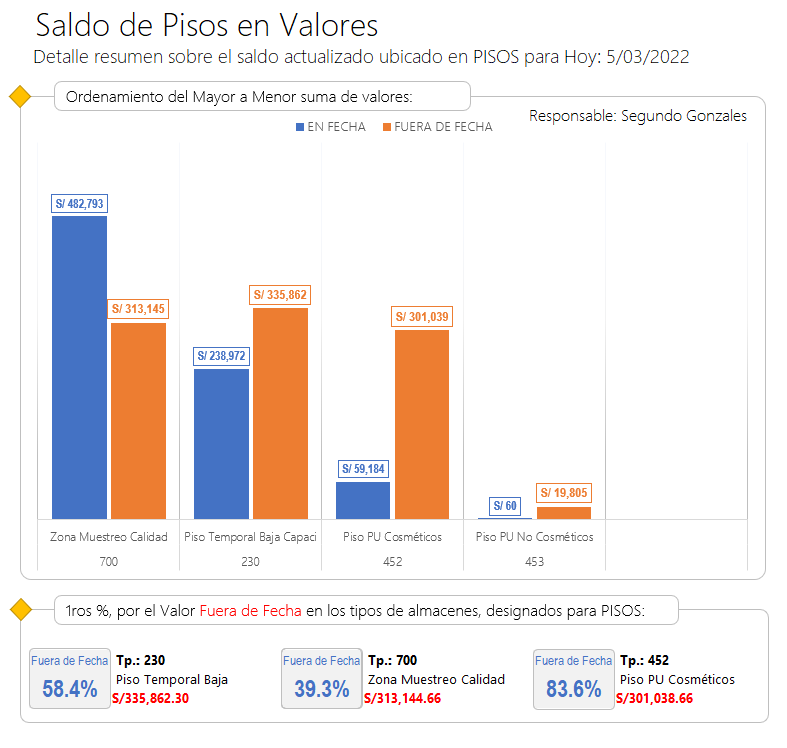 Saldo de Pisos en Valores
Detalle resumen sobre el saldo actualizado ubicado en PISOS para Hoy: 5/03/2022
Ordenamiento del Mayor a Menor suma de valores:
Responsable: Segundo Gonzales
EN FECHA FUERA DE FECHA
S/ 482,793
S/ 313,145
S/ 238,972
S/ 335,862
S/ 59,184
S/ 301,039
S/ 60
S/ 19,805
Zona Muestreo Calidad Piso Temporal Baja Capaci Piso PU Cosméticos Piso PU No Cosméticos
700 230 452 453
1ros %, por el Valor Fuera de Fecha en los tipos de almacenes, designados para PISOS:
Fuera de Fecha
58.4%
Tp.: 230
Piso Temporal Baja
S/335,862.30
Fuera de Fecha
39.3%
Tp.: 700
Zona Muestreo Calidad
S/313,144.66
Fuera de Fecha
83.6%
Tp.: 452
Piso PU Cosméticos
S/301,038.66